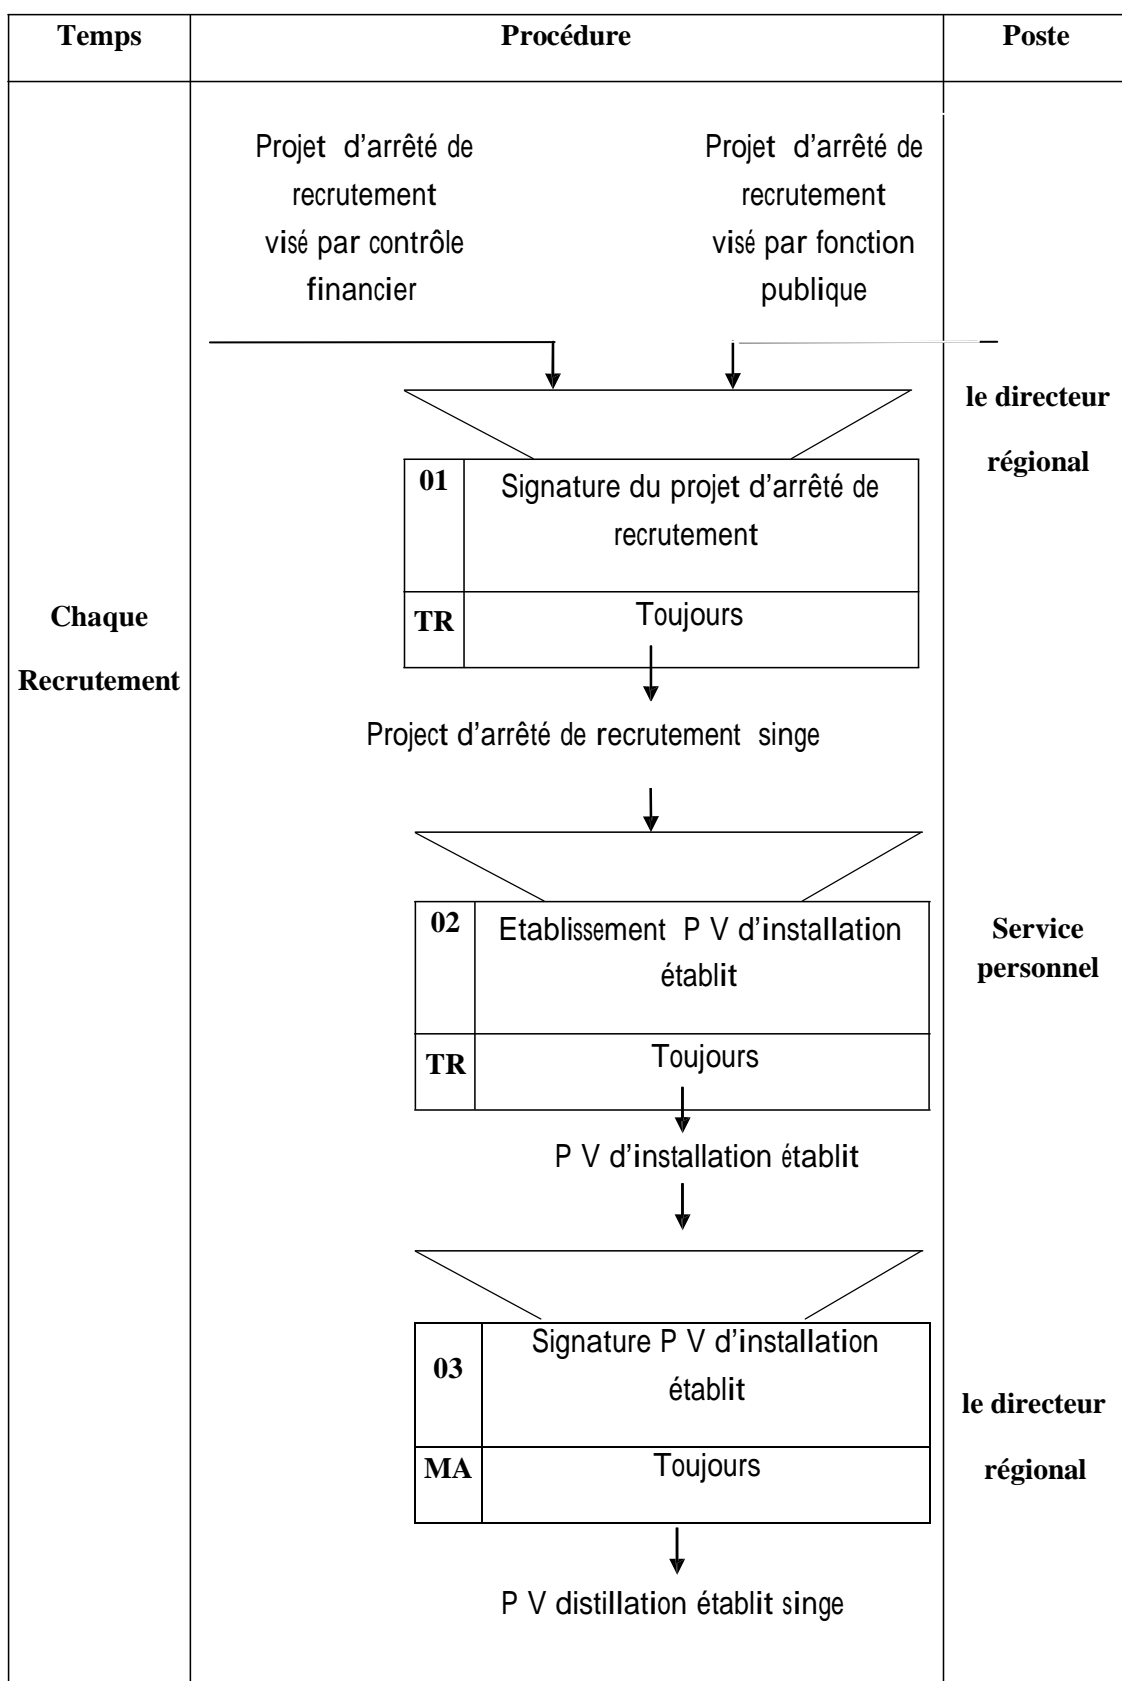 Temps Procédure Poste
Projet d'arrêté de
recrutement
visé par contrôle
financier
Projet d'arrêté de
recrutement
visé par fonction
publique
le directeur
régional
01 Signature du projet d'arrêté de
recrutement
TR Toujours
Chaque
Recrutement
Project d'arrêté de recrutement singe
02 Etablissement P V d'installation
établit
Service
personnel
TR Toujours
P V d'installation établit
03 Signature P V d'installation
établit
le directeur
régional
MA Toujours
P V distillation établit singe